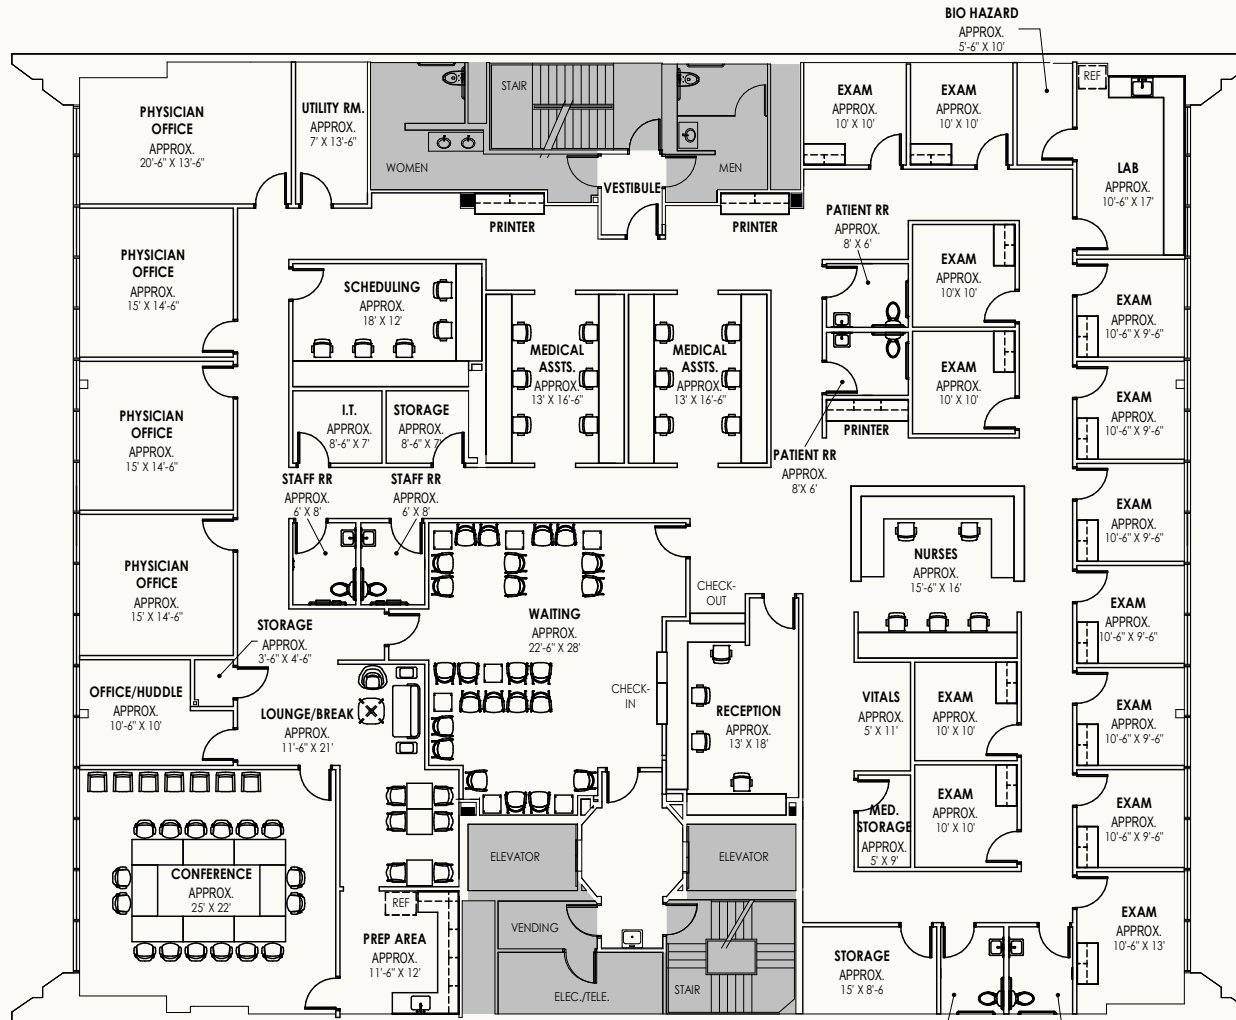 BIO HAZARD
APPROX.
5'-6" X 10'
PHYSICIAN
OFFICE
APPROX.
20'-6" X 13'-6"
UTILITY RM.
APPROX.
7' X 13'-6"
WOMEN
STAIR
MEN
VESTIBULE
PRINTER
PRINTER
EXAM
APPROX.
10' X 10'
EXAM
APPROX.
10' X 10'
REF
LAB
APPROX.
10'-6" X 17'
PATIENT RR
APPROX.
8' X 6'
PHYSICIAN
OFFICE
APPROX.
15' X 14'-6"
SCHEDULING
APPROX.
18' X 12'
EXAM
APPROX.
10'X 10'
EXAM
APPROX.
10'-6" X 9'-6"
MEDICAL
ASSTS.
APPROX.
13' X 16'-6"
MEDICAL
ASSTS.
APPROX.
13' X 16'-6"
EXAM
APPROX.
10' X 10'
PRINTER
PATIENT RR
APPROX.
8'X 6'
EXAM
APPROX.
10'-6" X 9'-6"
PHYSICIAN
OFFICE
APPROX.
15' X 14'-6"
I.T.
APPROX.
8'-6" X 7'
STORAGE
APPROX.
8'-6" X 7'
STAFF RR
APPROX.
6' X 8'
STAFF RR
APPROX.
6' X 8'
EXAM
APPROX.
10'-6" X 9'-6"
NURSES
APPROX.
15'-6" X 16'
PHYSICIAN
OFFICE
APPROX.
15' X 14'-6"
CHECK-
OUT
WAITING
APPROX.
22'-6" X 28'
EXAM
APPROX.
10'-6" X 9'-6"
STORAGE
APPROX.
3'-6" X 4'-6"
OFFICE/HUDDLE
APPROX.
10'-6" X 10'
LOUNGE/BREAK
APPROX.
11'-6" X 21'
CHECK-
IN
RECEPTION
APPROX.
13' X 18'
VITALS
APPROX.
5' X 11'
EXAM
APPROX.
10' X 10'
EXAM
APPROX.
10'-6" X 9'-6"
MED.
STORAGE
APPROX.
5' X 9'
EXAM
APPROX.
10' X 10'
EXAM
APPROX.
10'-6" X 9'-6"
ELEVATOR
ELEVATOR
CONFERENCE
APPROX.
25' X 22'
REF
PREP AREA
APPROX.
11'-6" X 12'
VENDING
ELEC./TELE.
STAIR
STORAGE
APPROX.
15' X 8'-6
EXAM
APPROX.
10'-6" X 13'